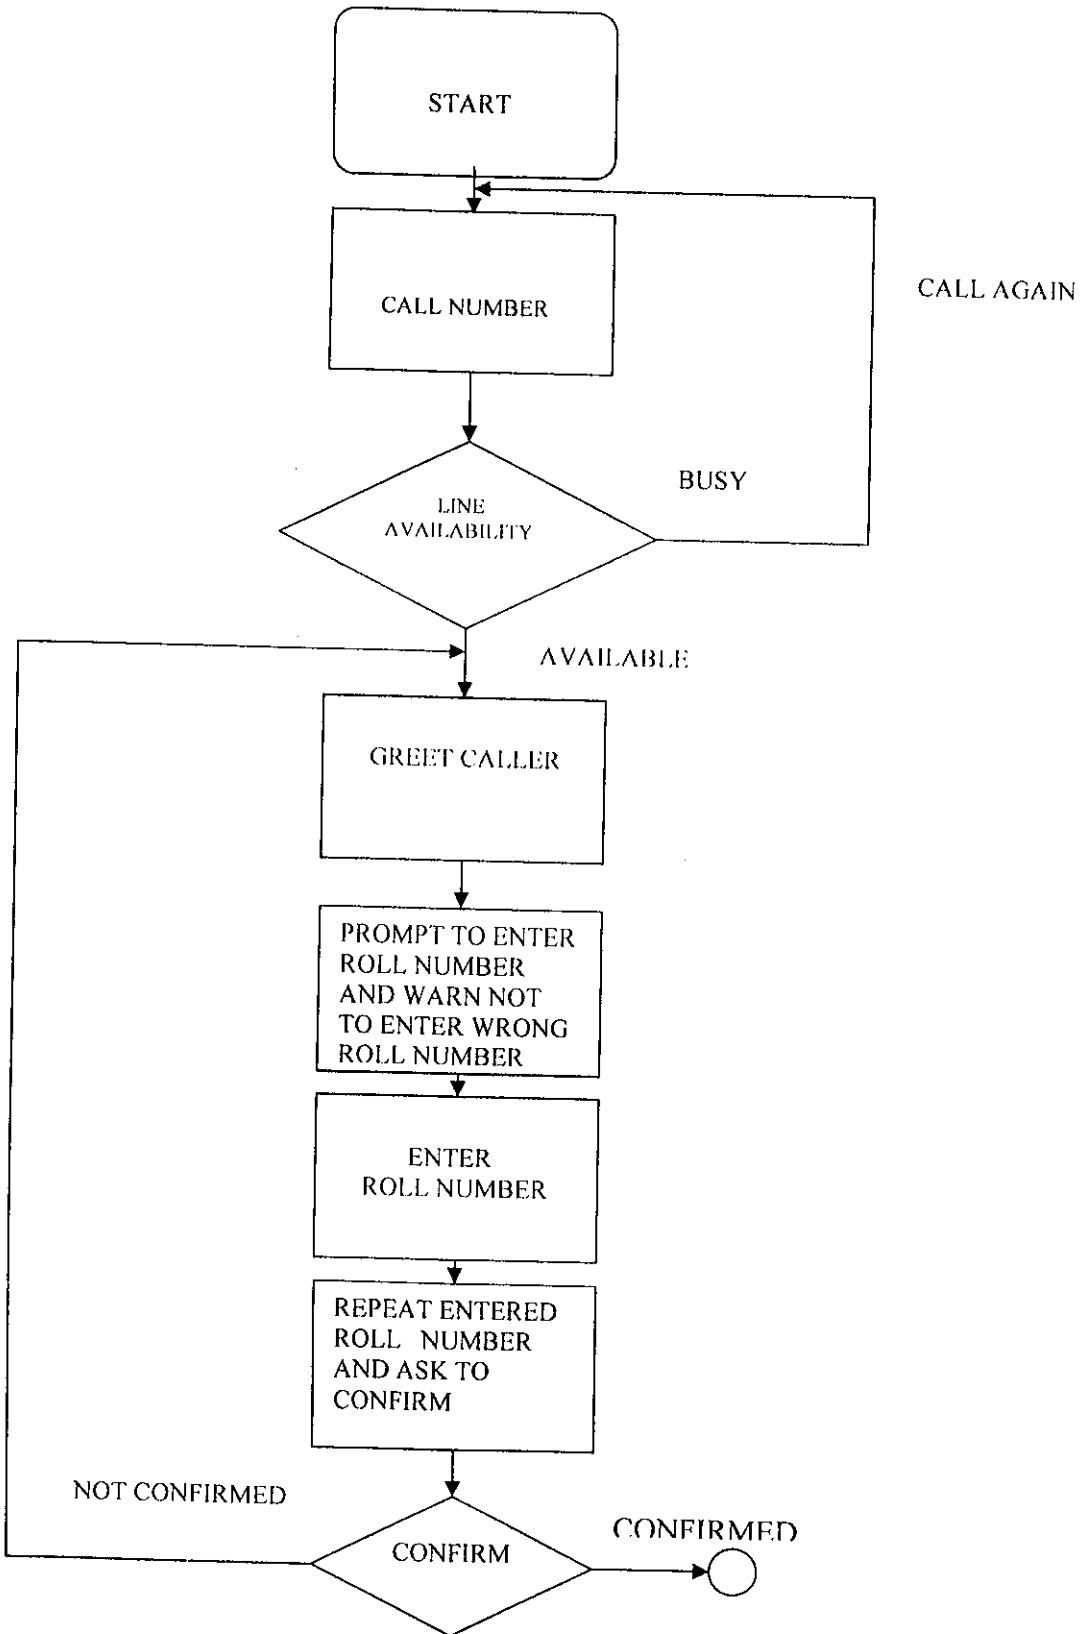 START
CALL NUMBER
CALL AGAIN
LINE
AVAILABILITY
BUSY
AVAILABLE
GREET CALLER
PROMPT TO ENTER
ROLL NUMBER
AND WARN NOT
TO ENTER WRONG
ROLL NUMBER
ENTER
ROLL NUMBER
REPEAT ENTERED
ROLL NUMBER
AND ASK TO
CONFIRM
NOT CONFIRMED
CONFIRM
CONFIRMED